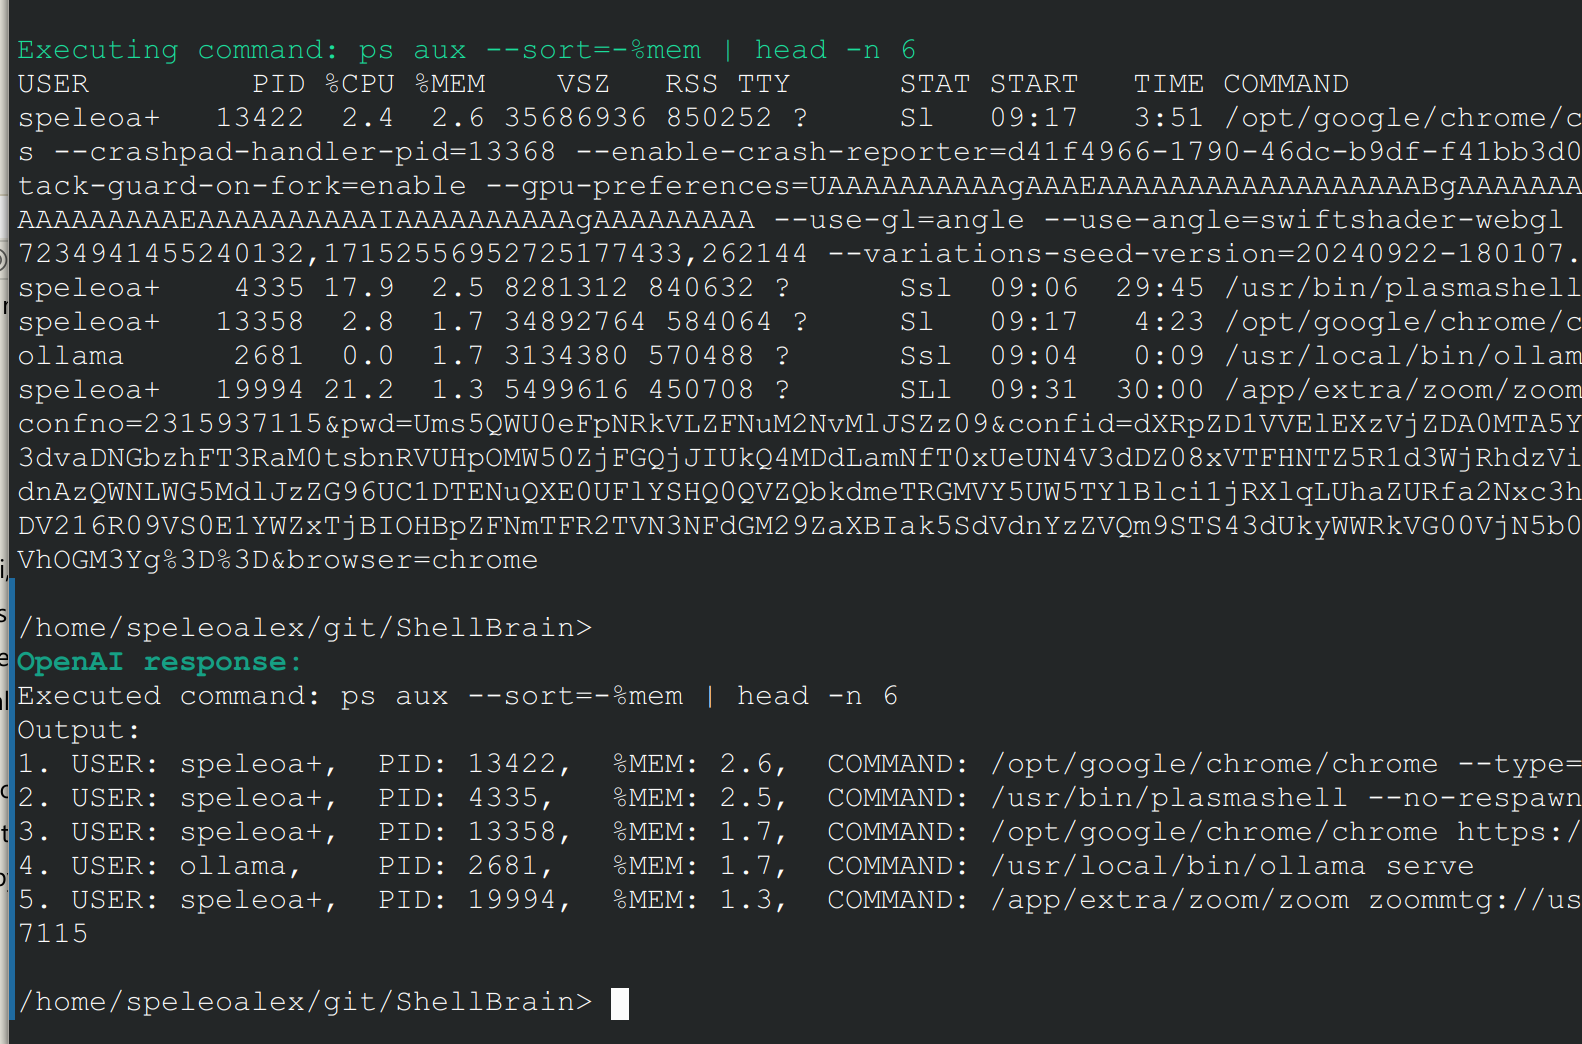 Executing command: ps aux --sort=-%mem | head -n 6
USER         PID %CPU %MEM    VSZ   RSS TTY      STAT START   TIME COMMAND
speleoa+   13422  2.4  2.6 35686936 850252 ?     Sl   09:17   3:51 /opt/google/chrome/c
s --crashpad-handler-pid=13368 --enable-crash-reporter=d41f4966-1790-46dc-b9df-f41bb3d0
tack-guard-on-fork=enable --gpu-preferences=UAAAAAAAAAAgAAAEAAAAAAAAAAAAAAAAAABgAAAAAAA
AAAAAAAAAEAAAAAAAAAAIAAAAAAAAAAgAAAAAAAAA --use-gl=angle --use-angle=swiftshader-webgl
7234941455240132,17152556952725177433,262144 --variations-seed-version=20240922-180107.
speleoa+    4335 17.9  2.5 8281312 840632 ?      Ssl  09:06  29:45 /usr/bin/plasmashell
speleoa+   13358  2.8  1.7 34892764 584064 ?     Sl   09:17   4:23 /opt/google/chrome/c
ollama      2681  0.0  1.7 3134380 570488 ?      Ssl  09:04   0:09 /usr/local/bin/ollam
speleoa+   19994 21.2  1.3 5499616 450708 ?      SLl  09:31  30:00 /app/extra/zoom/zoom
confno=2315937115&pwd=Ums5QWU0eFpNRkVLZFNuM2NvMlJSZz09&confid=dXRpZD1VVElEXzVjZDA0MTA5Y
3dvaDNGbzhFT3RaM0tsbnRVUHpOMW50ZjFGQjJIUkQ4MDdLamNfT0xUeUN4V3dDZ08xVTFHNTZ5R1d3WjRhdzVi
dnAzQWNLWG5MdlJzZG96UC1DTENuQXE0UFlYSHQ0QVZQbkdmeTRGMVY5UW5TYlBlci1jRXlqLUhaZURfa2Nxc3h
DV216R09VS0E1YWZxTjBIOHBpZFNmTFR2TVN3NFdGM29ZaXBIak5SdVdnYzZVQm9STS43dUkyWWRkVG00VjN5b0
VhOGM3Yg%3D%3D&browser=chrome
/home/speleoalex/git/ShellBrain>
OpenAI response:
Executed command: ps aux --sort=-%mem | head -n 6
Output:
1. USER: speleoa+,  PID: 13422,  %MEM: 2.6,  COMMAND: /opt/google/chrome/chrome --type=
2. USER: speleoa+,  PID: 4335,   %MEM: 2.5,  COMMAND: /usr/bin/plasmashell --no-respawn
3. USER: speleoa+,  PID: 13358,  %MEM: 1.7,  COMMAND: /opt/google/chrome/chrome https:/
4. USER: ollama,    PID: 2681,   %MEM: 1.7,  COMMAND: /usr/local/bin/ollama serve
5. USER: speleoa+,  PID: 19994,  %MEM: 1.3,  COMMAND: /app/extra/zoom/zoom zoommtg://us
7115
/home/speleoalex/git/ShellBrain>